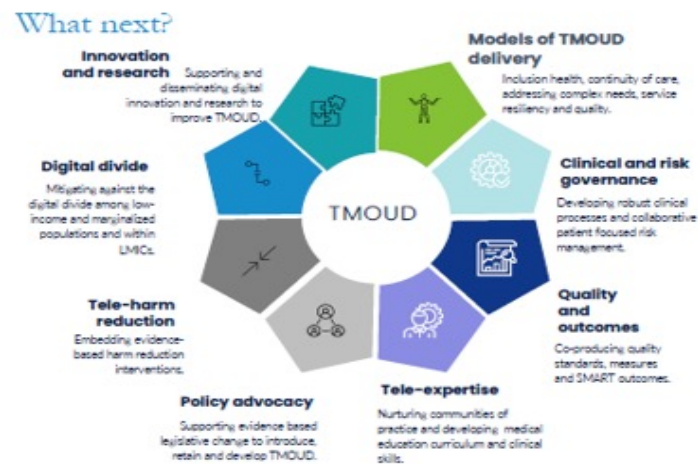 What next?
Innovation
and research
Supporting and
disseminating digital
innovation and research to
improve TMOUD.
Models of TMOUD
delivery
Inclusion health, continuity of care,
addressing complex needs, service
resiliency and quality.
Digital divide
Mitigating against the
digital divide among low-
income and marginalized
populations and within
LMICs.
Clinical and risk
governance
Developing robust clinical
processes and collaborative
patient focused risk
management.
TMOUD
Tele-harm
reduction
Embedding evidence-
based harm reduction
interventions.
Quality
and
outcomes
Co-producing quality
standards, measures
and SMART outcomes.
Policy advocacy
Supporting evidence based
legislative change to introduce,
retain and develop TMOUD.
Tele-expertise
Nurturing communities of
practice and developing medical
education curriculum and clinical
skills.